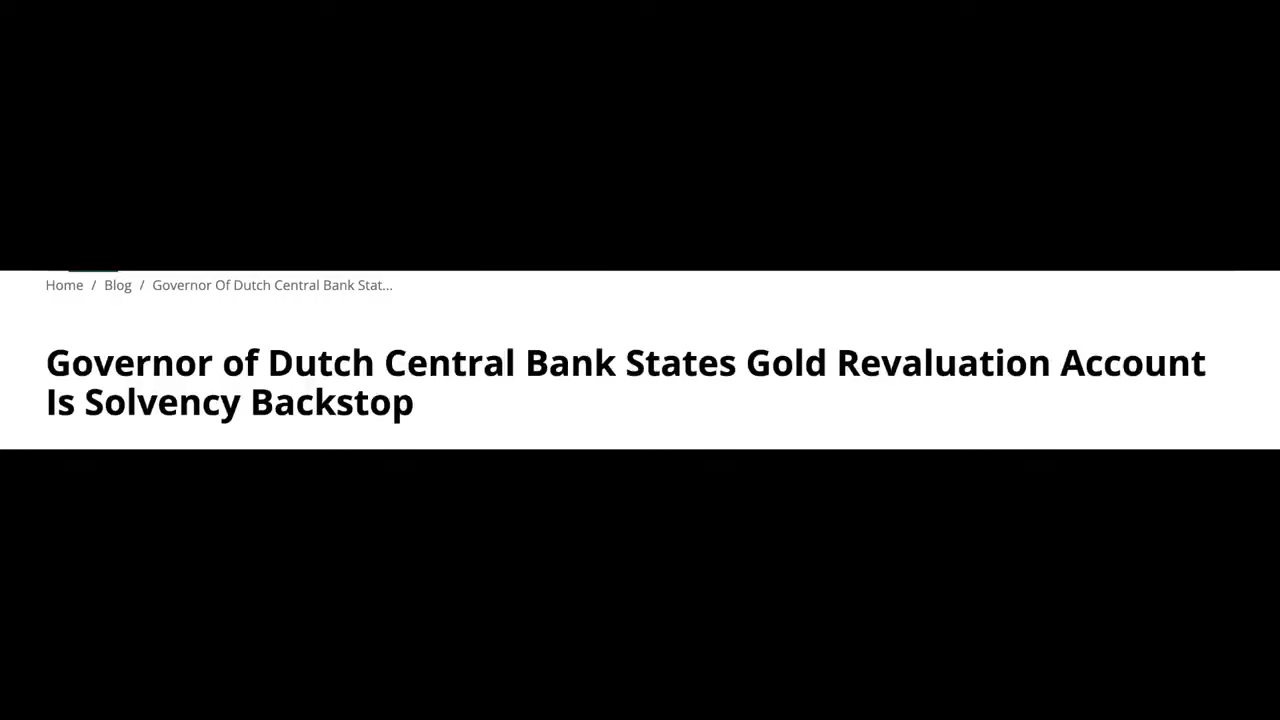 Home / Blog / Governor Of Dutch Central Bank Stat...
Governor of Dutch Central Bank States Gold Revaluation Account
Is Solvency Backstop